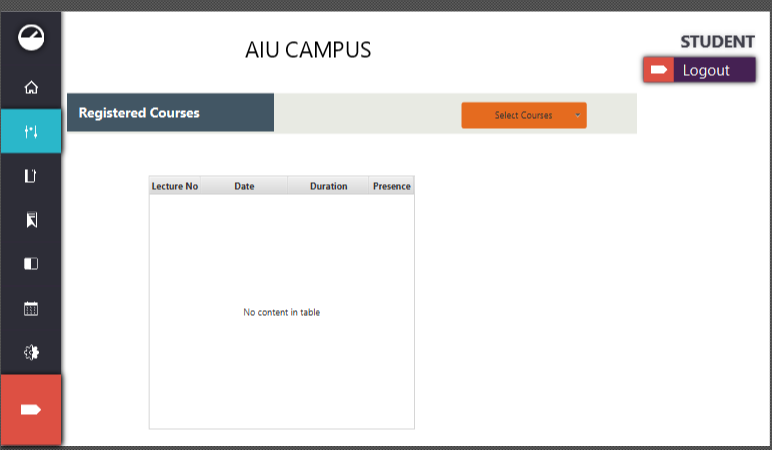 AIU CAMPUS
STUDENT
Logout
Registered Courses
Select Courses
Lecture No Date Duration Presence
No content in table